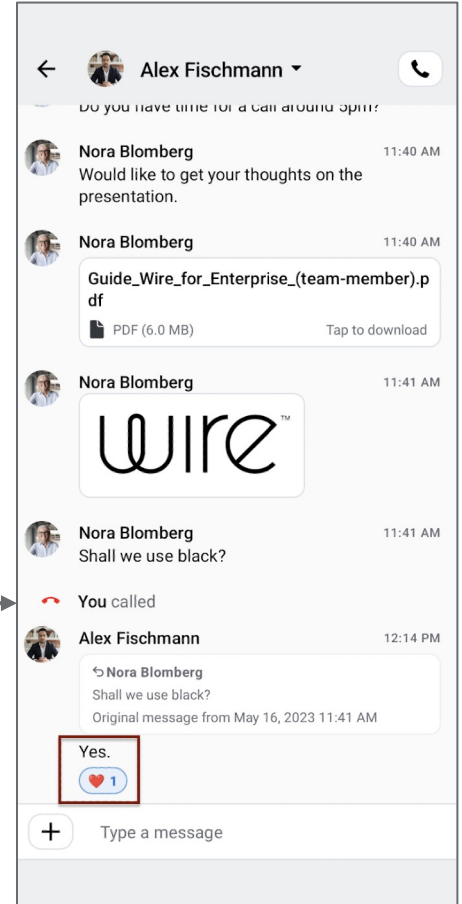 Alex Fischmann
Do you have time for a call around 5pm?
Nora Blomberg 11:40 AM
Would like to get your thoughts on the
presentation.
Nora Blomberg 11:40 AM
Guide_Wire_for_Enterprise_(team-member).p
df
PDF (6.0 MB) Tap to download
Nora Blomberg 11:41 AM
wire™
Nora Blomberg 11:41 AM
Shall we use black?
You called
Alex Fischmann 12:14 PM
Nora Blomberg
Shall we use black?
Original message from May 16, 2023 11:41 AM
Yes.
❤️ 1
Type a message